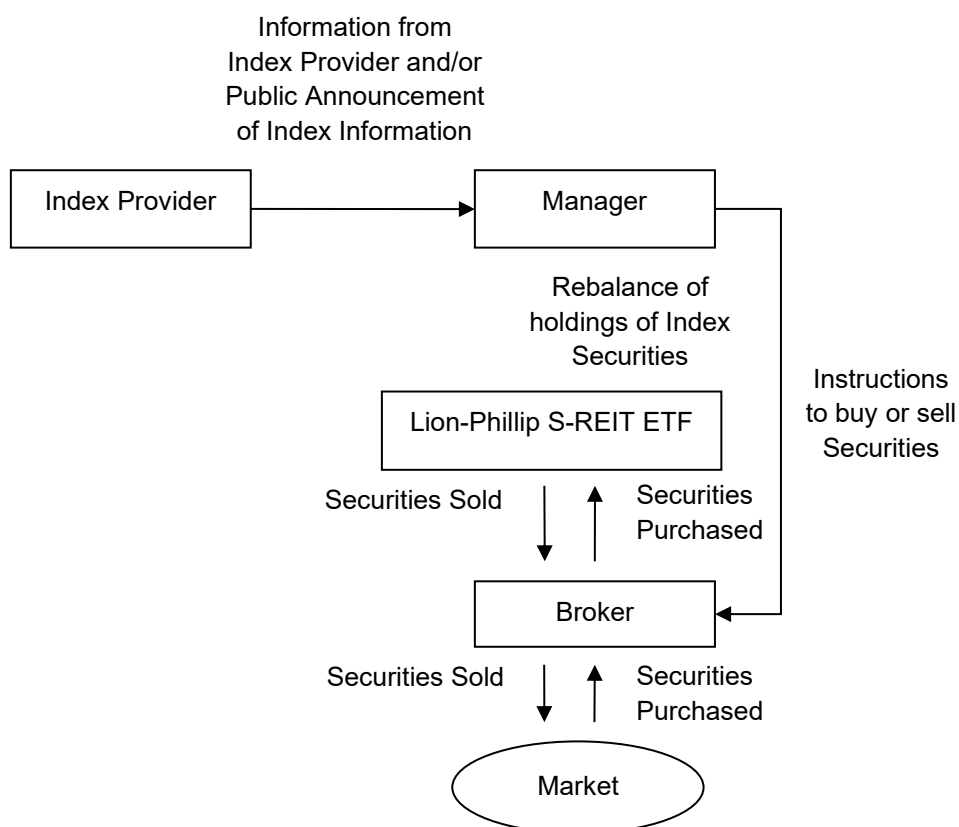 Information from
Index Provider and/or
Public Announcement
of Index Information
Index Provider
Manager
Rebalance of
holdings of Index
Securities
Instructions
to buy or sell
Securities
Lion-Phillip S-REIT ETF
Securities Sold
Securities
Purchased
Broker
Securities Sold
Securities
Purchased
Market